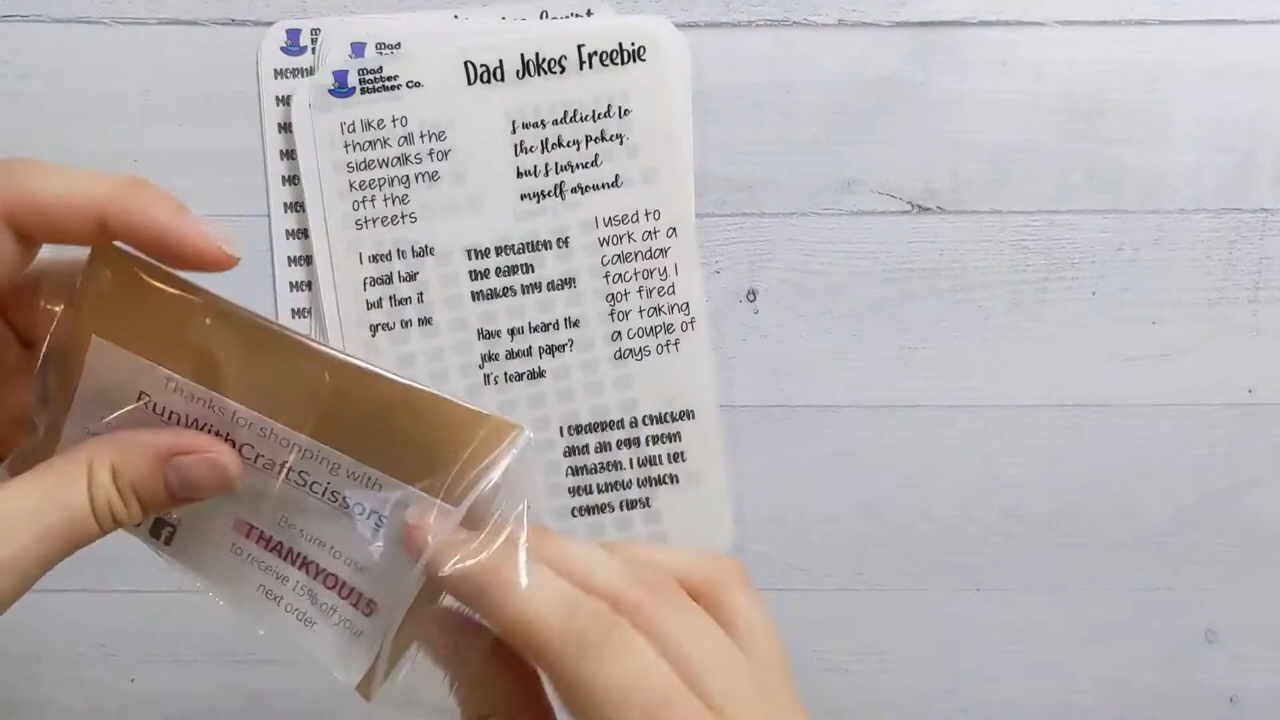 Mad
Mad
Hatter
Sticker Co.
Dad Jokes Freebie
I'd like to
thank all the
sidewalks for
keeping me
off the
streets
I was addicted to
the Hokey Pokey,
but I turned
myself around
I used to hate
facial hair
but then it
grew on me
The rotation of
the earth
makes my day!
Have you heard the
joke about paper?
It's tearable
I used to
work at a
calendar
factory. I
got fired
for taking
a couple of
days off
I ordered a chicken
and an egg from
Amazon. I will let
you know which
comes first
Thanks for shopping with
RunWithCraftScissors
Be sure to use
THANKYOU15
to receive 15% off your
next order.